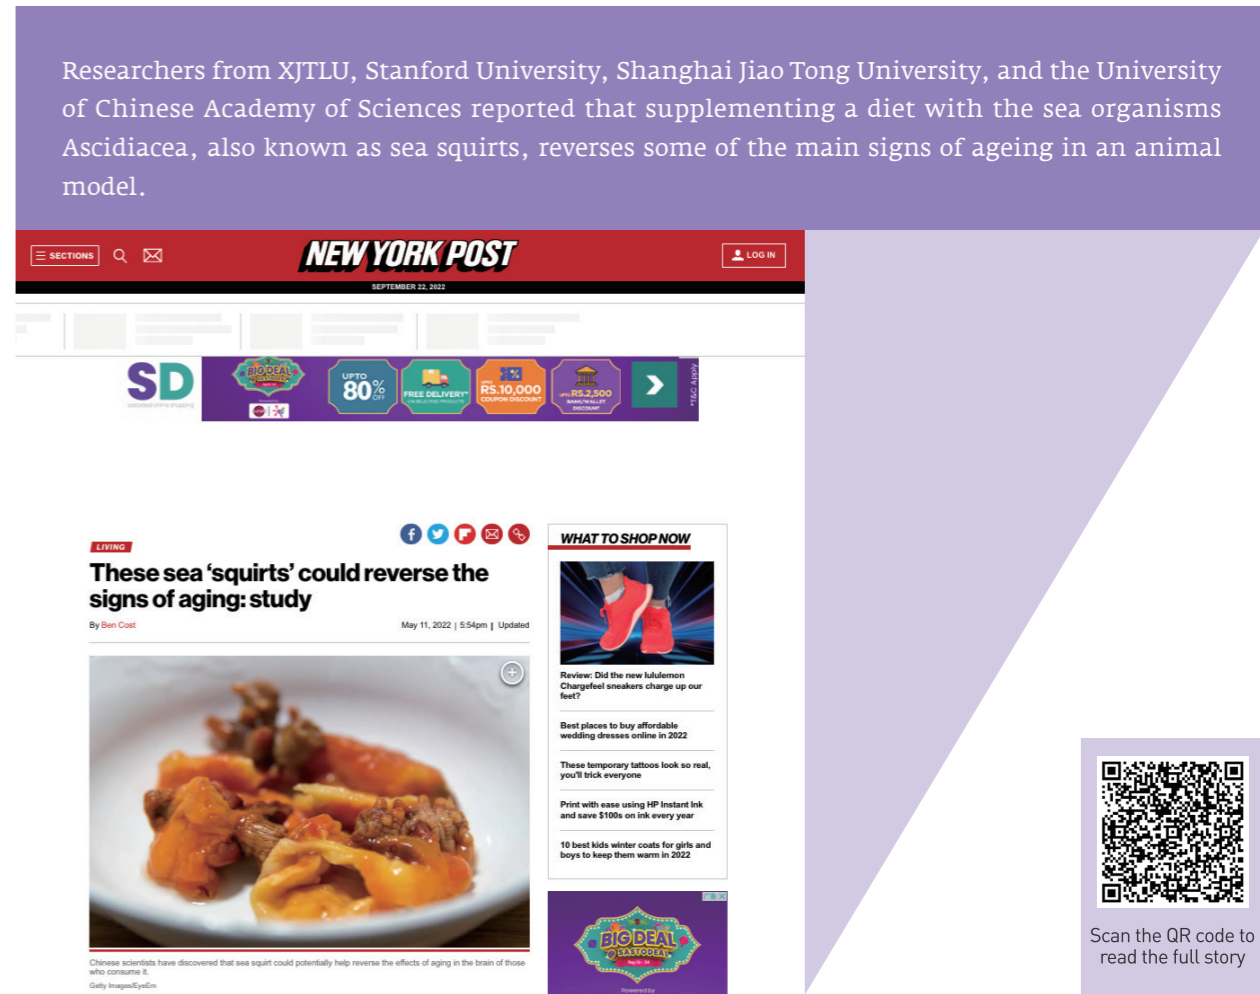 Researchers from XJTLU, Stanford University, Shanghai Jiao Tong University, and the University
of Chinese Academy of Sciences reported that supplementing a diet with the sea organisms
Ascidiacea, also known as sea squirts, reverses some of the main signs of ageing in an animal
model.
SECTIONS
NEW YORK POST
LOG IN
SEPTEMBER 22, 2022
SD
BIG DEAL
UPTO
80% OFF
FREE DELIVERY*
ON SELECTED PRODUCTS
UPTO
RS.10,000
COUPON DISCOUNT
UPTO RS.2,500
BANK/WALLET
DISCOUNT
*T&C Apply
LIVING
These sea ‘squirts’ could reverse the
signs of aging: study
By Ben Cost
May 11, 2022 | 5:54pm | Updated
Chinese scientists have discovered that sea squirt could potentially help reverse the effects of aging in the brain of those
who consume it.
Getty Images/EyeEm
WHAT TO SHOP NOW
Review: Did the new lululemon
Chargefeel sneakers charge up our
feet?
Best places to buy affordable
wedding dresses online in 2022
These temporary tattoos look so real,
you'll trick everyone
Print with ease using HP Instant Ink
and save $100s on ink every year
10 best kids winter coats for girls and
boys to keep them warm in 2022
BIG DEAL
@ EASTODEAL
Powered by
Scan the QR code to
read the full story